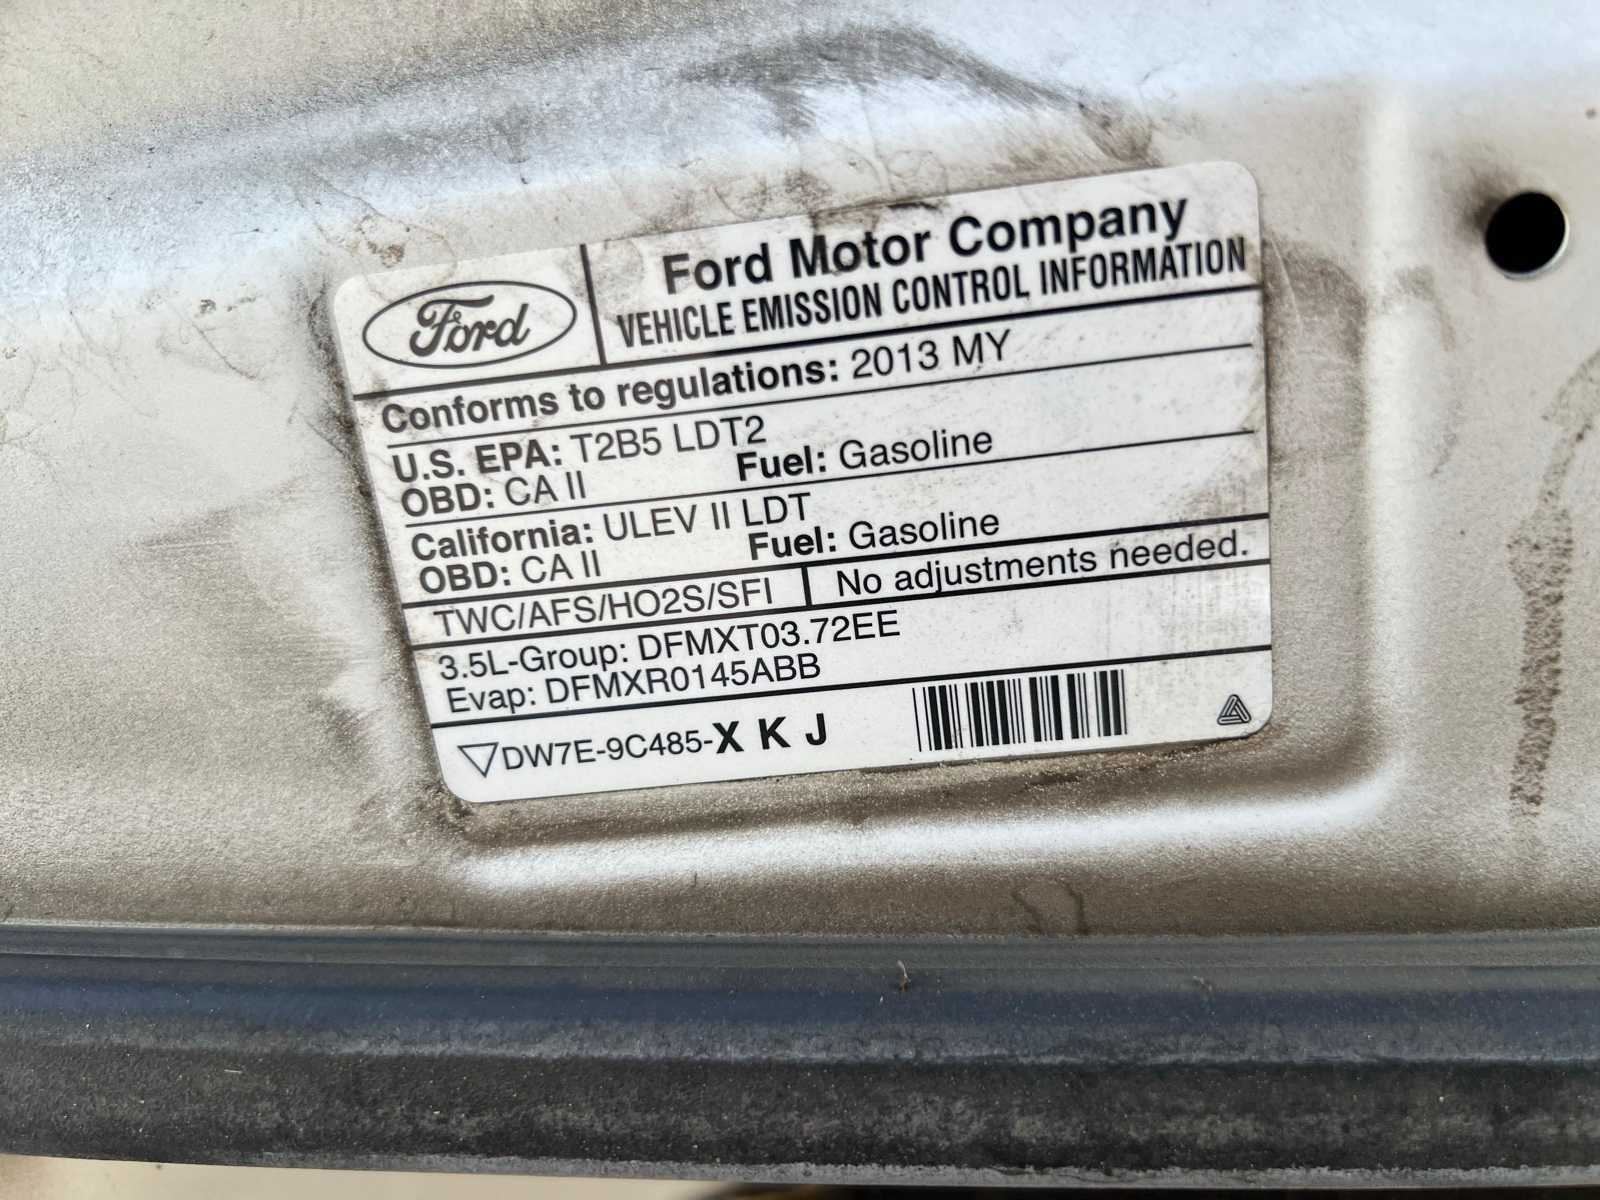 Ford
Ford Motor Company
VEHICLE EMISSION CONTROL INFORMATION
Conforms to regulations: 2013 MY
U.S. EPA: T2B5 LDT2
OBD: CA II Fuel: Gasoline
California: ULEV II LDT
OBD: CA II Fuel: Gasoline
TWC/AFS/HO2S/SFI No adjustments needed.
3.5L-Group: DFMXT03.72EE
Evap: DFMXR0145ABB
DW7E-9C485-X K J